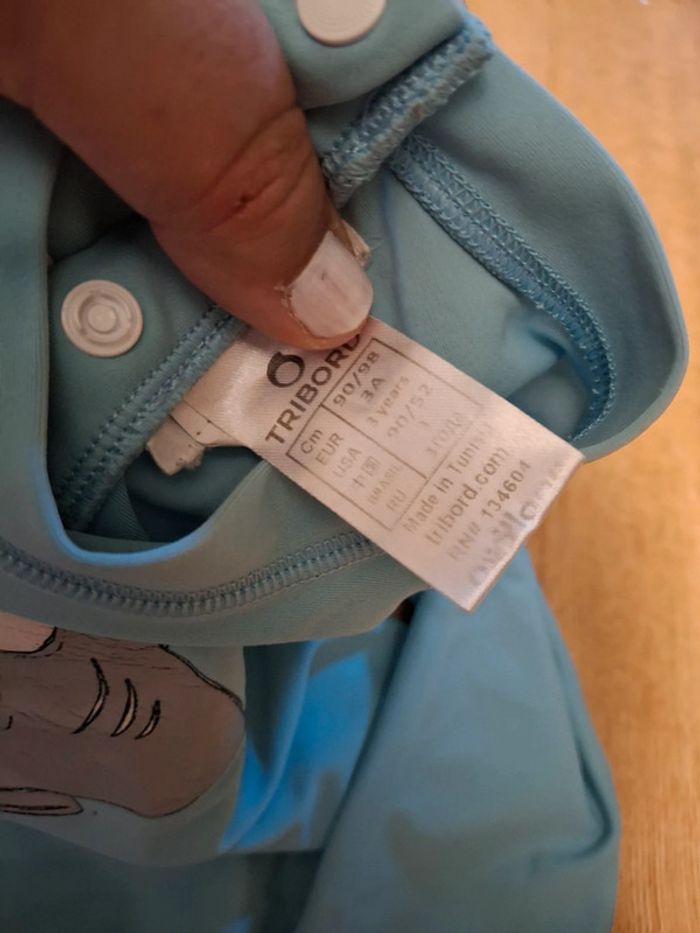 TRIBORD
Cm 90/98
EUR 3A
USA 3 years
中国 90/52
BRASIL 1
RU
Made in Tunisia
tribord.com
RN# 134604